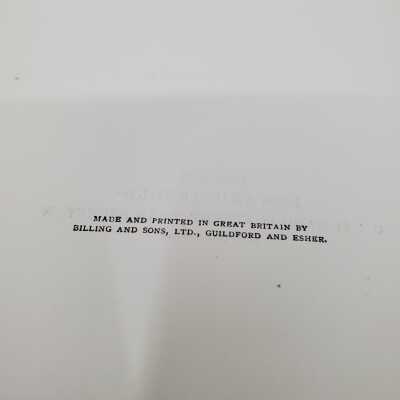 MADE AND PRINTED IN GREAT BRITAIN BY
BILLING AND SONS, LTD., GUILDFORD AND ESHER.